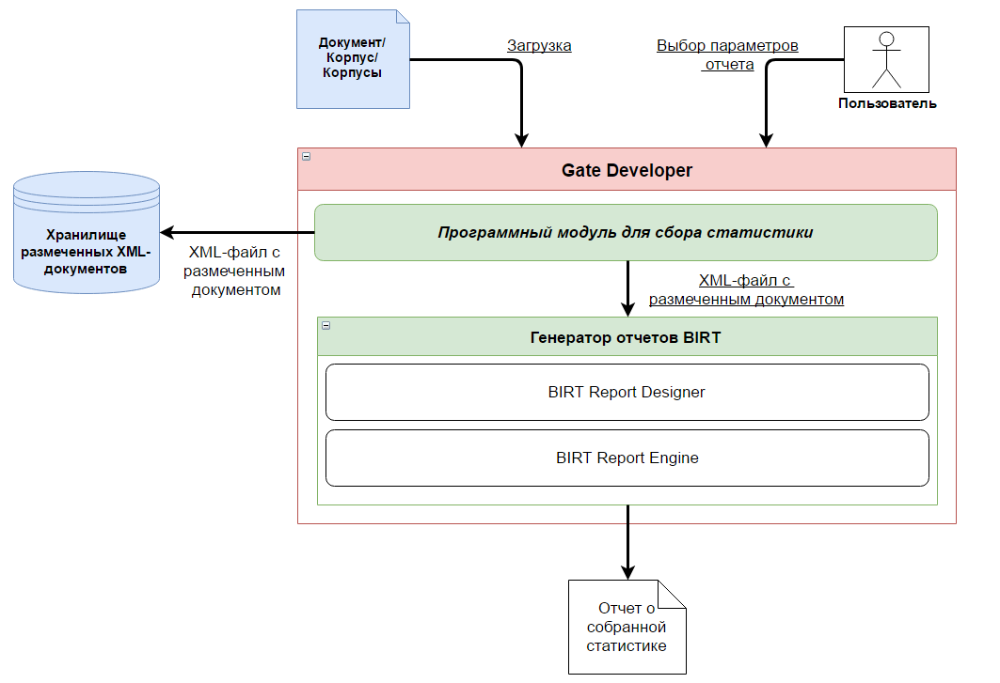 Документ/
Корпус/
Корпусы
Загрузка
Выбор параметров
отчета
Пользователь
Gate Developer
Программный модуль для сбора статистики
Хранилище
размеченных XML-
документов
XML-файл с
размеченным
документом
XML-файл с
размеченным документом
Генератор отчетов BIRT
BIRT Report Designer
BIRT Report Engine
Отчет о
собранной
статистике